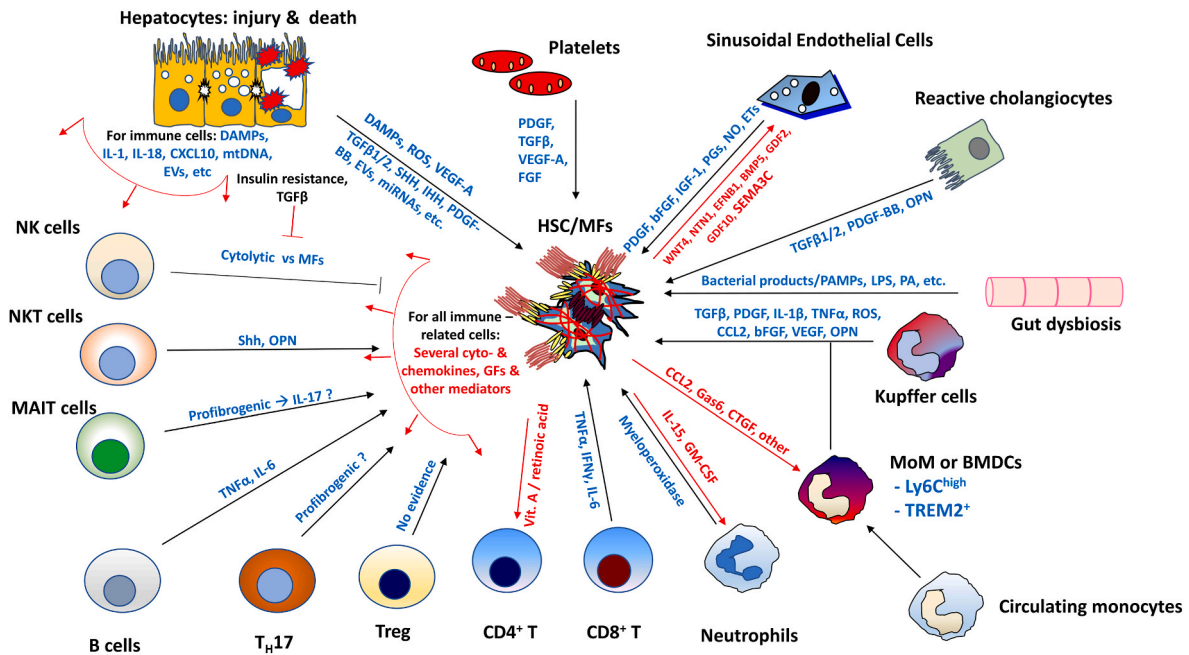 Hepatocytes: injury & death
Platelets
Sinusoidal Endothelial Cells
Reactive cholangiocytes
For immune cells: DAMPs,
IL-1, IL-18, CXCL10, mtDNA,
EVs, etc
Insulin resistance,
TGFβ
DAMPs, ROS, VEGF-A
TGFβ1/2, SHH, IHH, PDGF-
BB, EVs, miRNAs, etc.
PDGF,
TGFβ,
VEGF-A,
FGF
HSC/MFs
PDGF, bFGF, IGF-1, PGs, NO, ETs
WNT4, NTN1, EFNB1, BMP5, GDF2,
GDF10, SEMA3C
TGFβ1/2, PDGF-BB, OPN
NK cells
Cytolytic vs MFs
NKT cells
Shh, OPN
MAIT cells
Profibrogenic → IL-17 ?
For all immune –
related cells:
Several cyto- &
chemokines, GFs &
other mediators
Bacterial products/PAMPs, LPS, PA, etc.
Gut dysbiosis
TGFβ, PDGF, IL-1β, TNFα, ROS,
CCL2, bFGF, VEGF, OPN
Kupffer cells
CCL2, Gas6, CTGF, other
IL-15, GM-CSF
Myeloperoxidase
TNFα, IFNγ, IL-6
Vit. A / retinoic acid
No evidence
Profibrogenic ?
TNFα, IL-6
MoM or BMDCs
- Ly6Chigh
- TREM2+
Circulating monocytes
B cells
TH17
Treg
CD4+ T
CD8+ T
Neutrophils